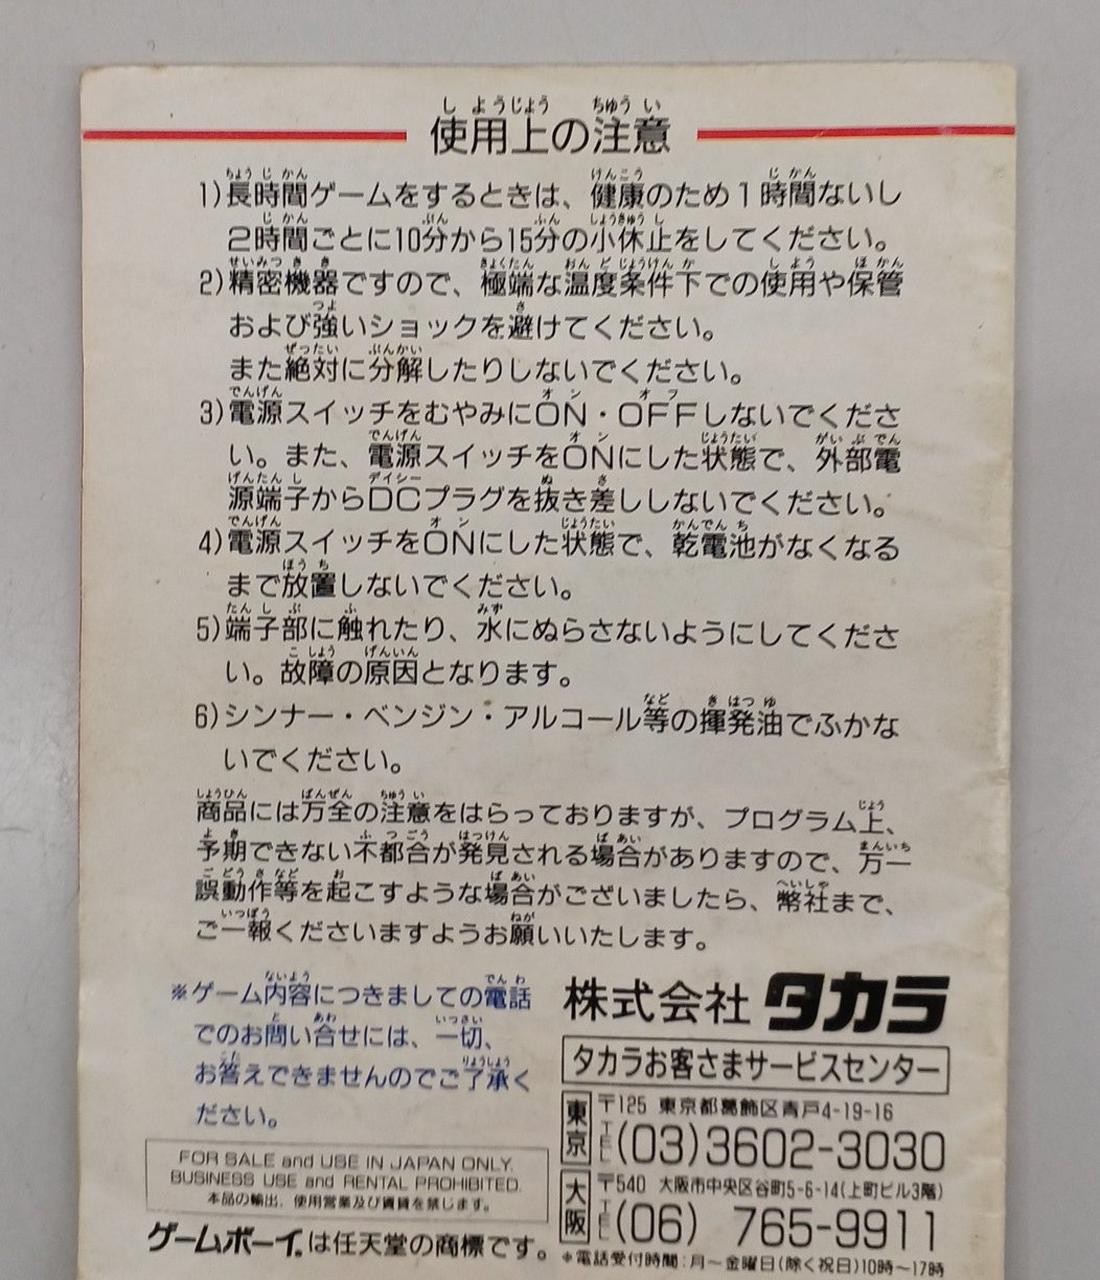 使用上の注意
1)長時間ゲームをするときは、健康のため1時間ないし
2時間ごとに10分から15分の小休止をしてください。
2)精密機器ですので、極端な温度条件下での使用や保管
および強いショックを避けてください。
また絶対に分解したりしないでください。
3)電源スイッチをむやみにON・OFFしないでくださ
い。また、電源スイッチをONにした状態で、外部電
源端子からDCプラグを抜き差ししないでください。
4)電源スイッチをONにした状態で、乾電池がなくなる
まで放置しないでください。
5)端子部に触れたり、水にぬらさないようにしてくださ
い。故障の原因となります。
6)シンナー・ベンジン・アルコール等の揮発油でふかな
いでください。
商品には万全の注意をはらっておりますが、プログラム上、
予期できない不都合が発見される場合がありますので、万一
誤動作等を起こすような場合がございましたら、幣社まで、
ご一報くださいますようお願いいたします。
※ゲーム内容につきましての電話
でのお問い合せには、一切、
お答えできませんのでご了承く
ださい。
FOR SALE and USE IN JAPAN ONLY.
BUSINESS USE and RENTAL PROHIBITED.
本品の輸出、使用営業及び賃貸を禁じます。
ゲームボーイ®は任天堂の商標です。
株式会社 タカラ
タカラお客さまサービスセンター
東京 〒125 東京都葛飾区青戸4-19-16
TEL(03)3602-3030
大阪 〒540 大阪市中央区谷町5-6-14(上町ビル3階)
TEL(06) 765-9911
*電話受付時間:月〜金曜日(除く祝日)10時〜17時